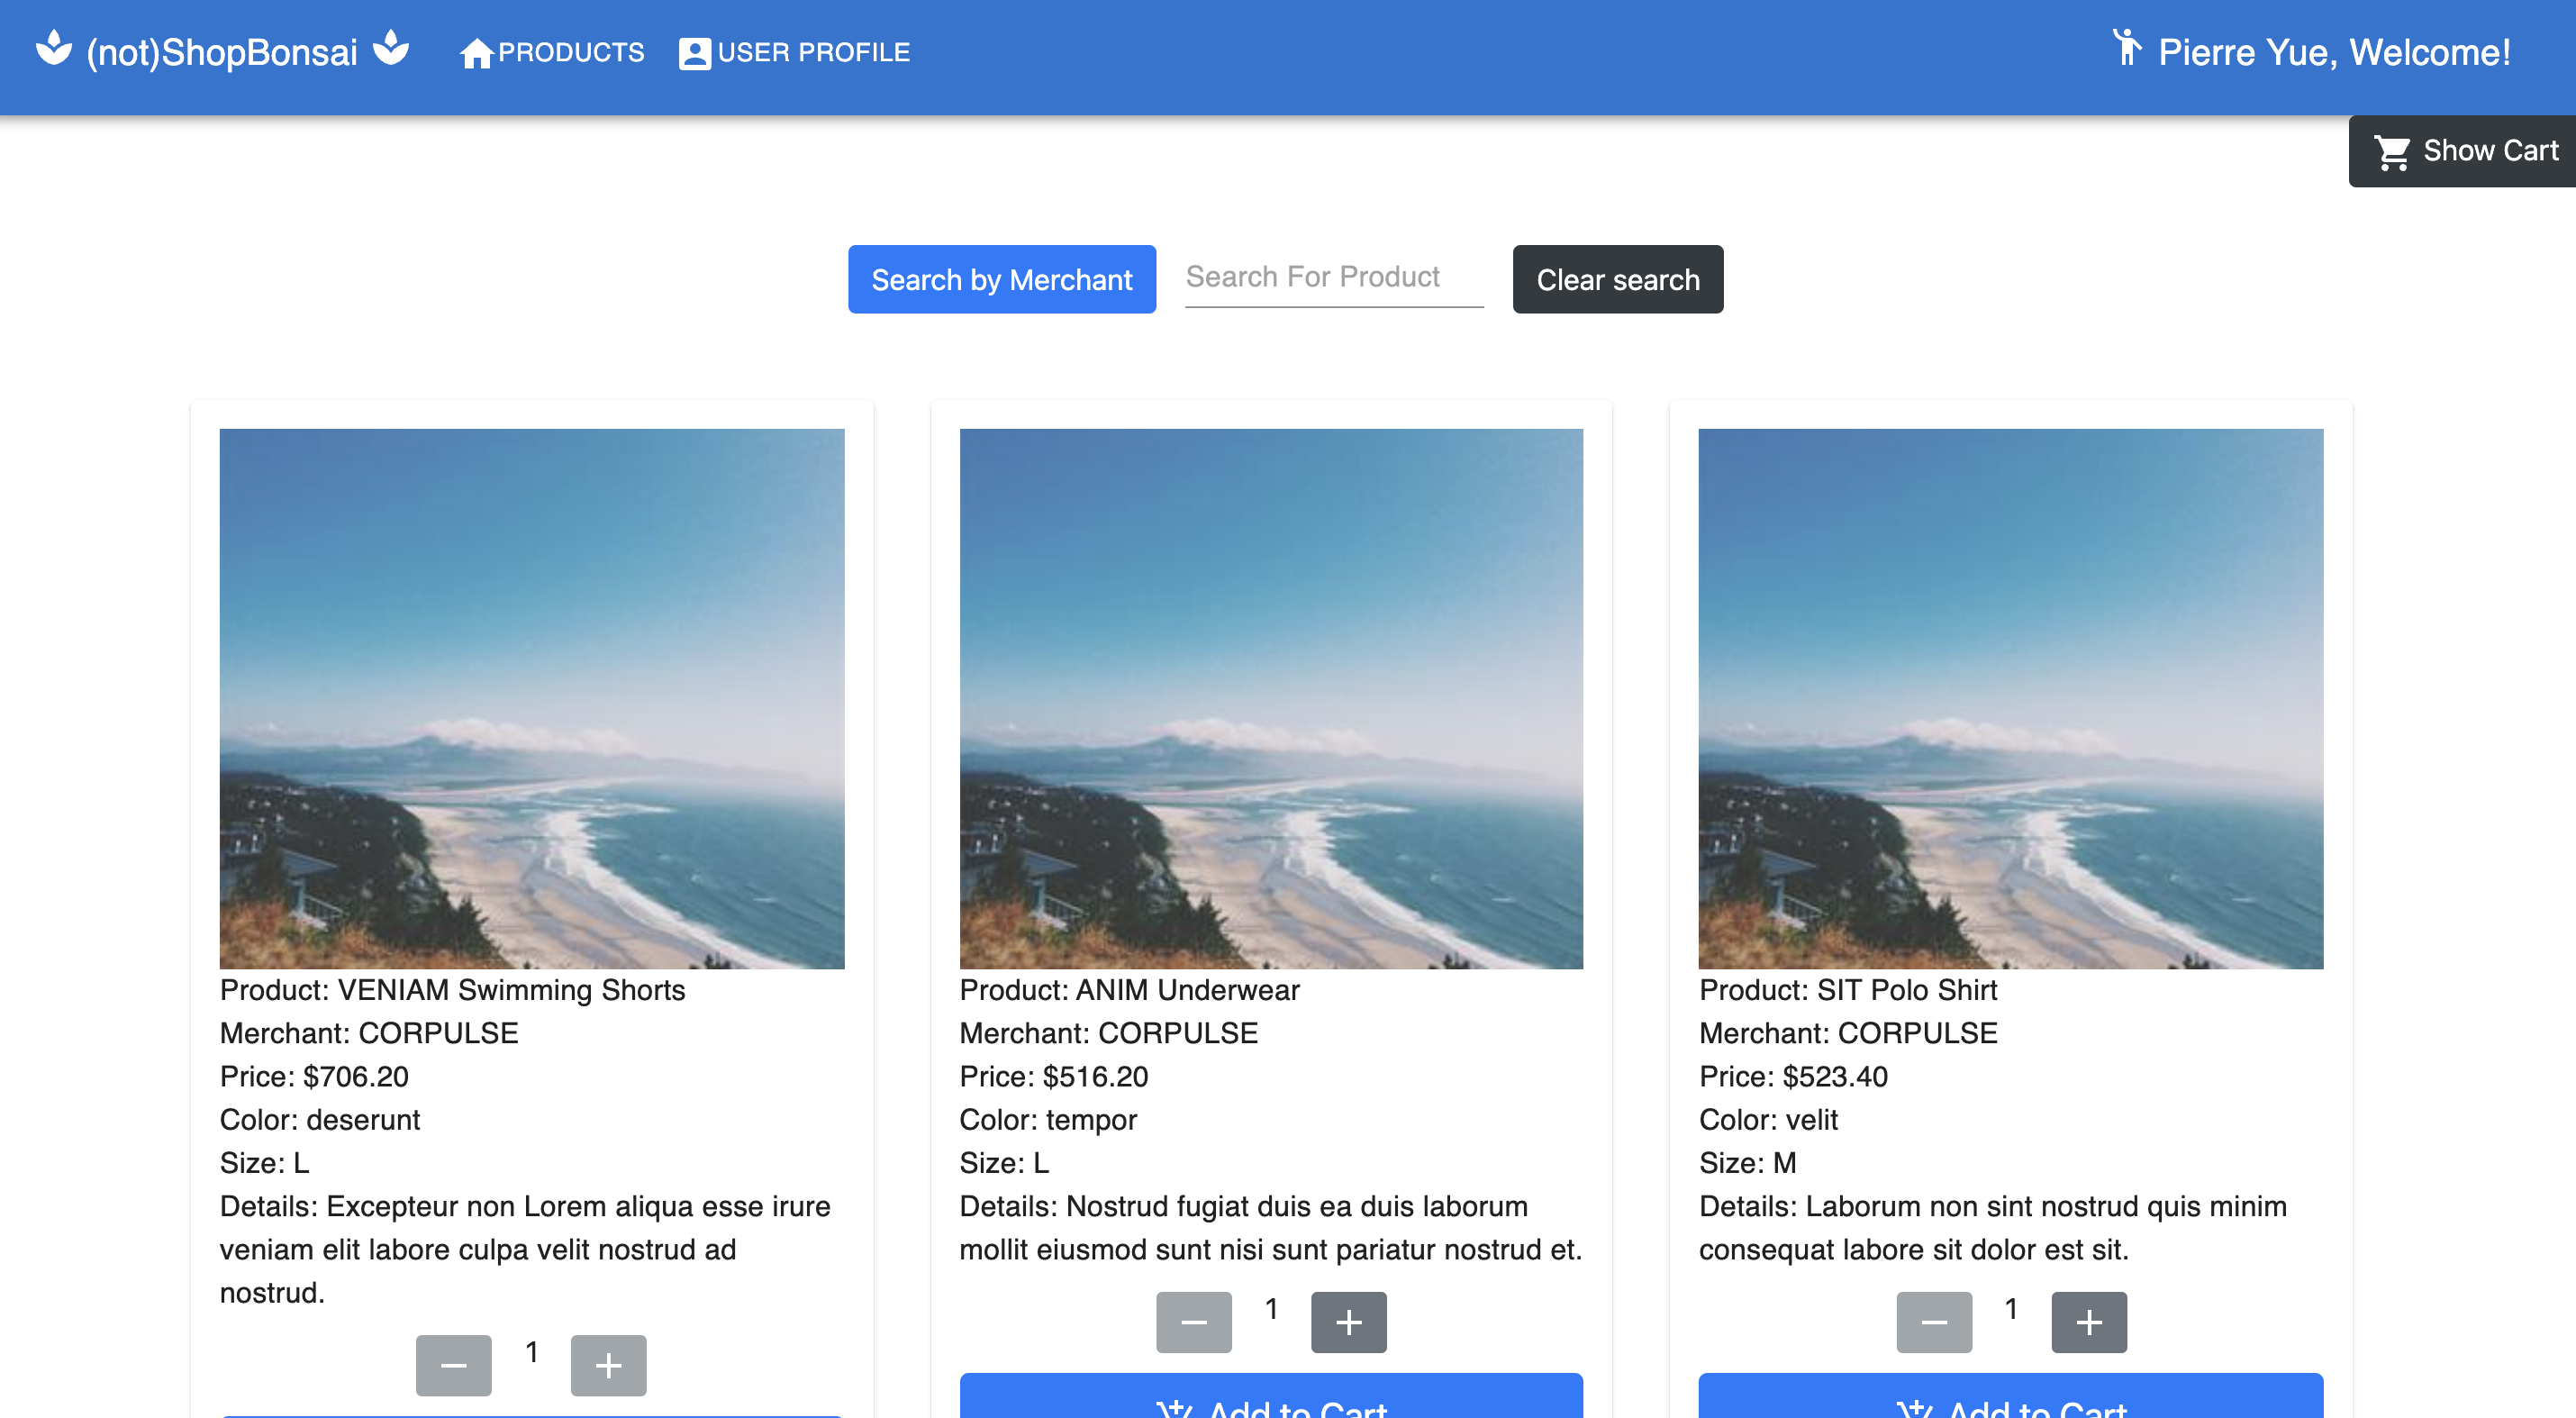 (not)ShopBonsai PRODUCTS USER PROFILE Pierre Yue, Welcome!
Show Cart
Search by Merchant Search For Product Clear search
Product: VENIAM Swimming Shorts
Merchant: CORPULSE
Price: $706.20
Color: deserunt
Size: L
Details: Excepteur non Lorem aliqua esse irure
veniam elit labore culpa velit nostrud ad
nostrud.
1
Product: ANIM Underwear
Merchant: CORPULSE
Price: $516.20
Color: tempor
Size: L
Details: Nostrud fugiat duis ea duis laborum
mollit eiusmod sunt nisi sunt pariatur nostrud et.
1
Add to Cart
Product: SIT Polo Shirt
Merchant: CORPULSE
Price: $523.40
Color: velit
Size: M
Details: Laborum non sint nostrud quis minim
consequat labore sit dolor est sit.
1
Add to Cart